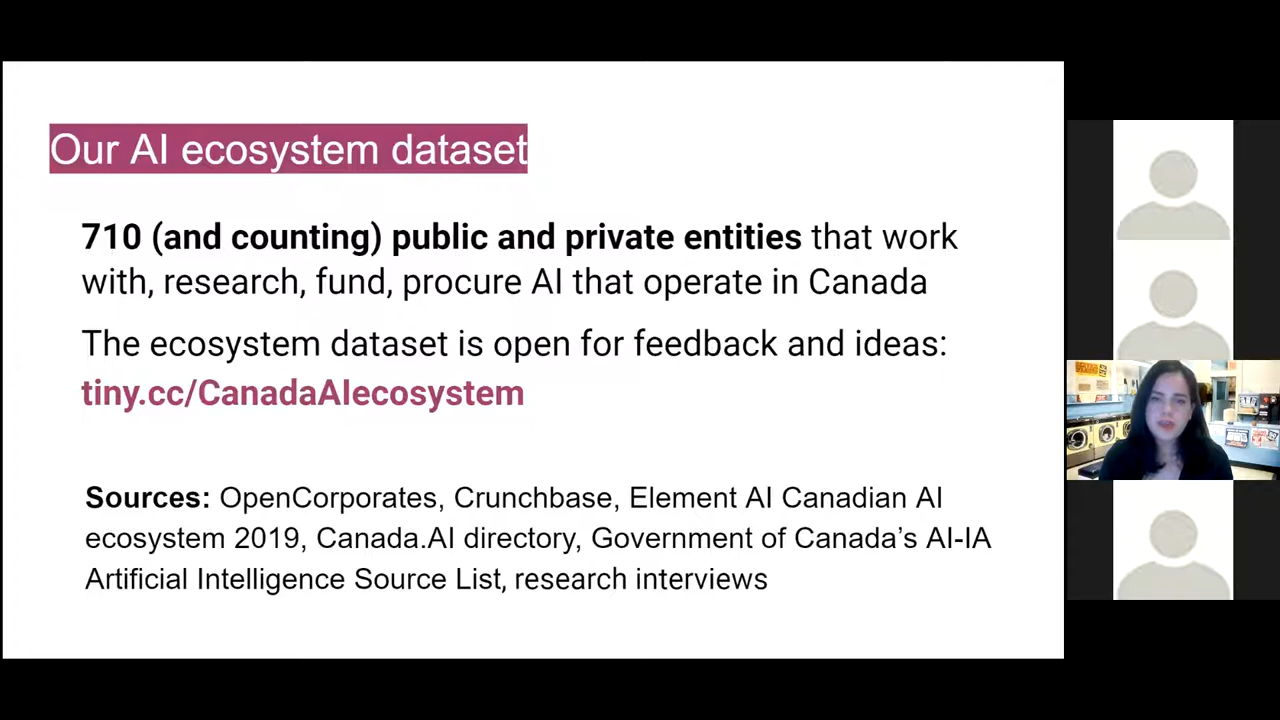 Our AI ecosystem dataset
710 (and counting) public and private entities that work
with, research, fund, procure AI that operate in Canada
The ecosystem dataset is open for feedback and ideas:
tiny.cc/CanadaAIecosystem
Sources: OpenCorporates, Crunchbase, Element AI Canadian AI
ecosystem 2019, Canada.AI directory, Government of Canada’s AI-IA
Artificial Intelligence Source List, research interviews